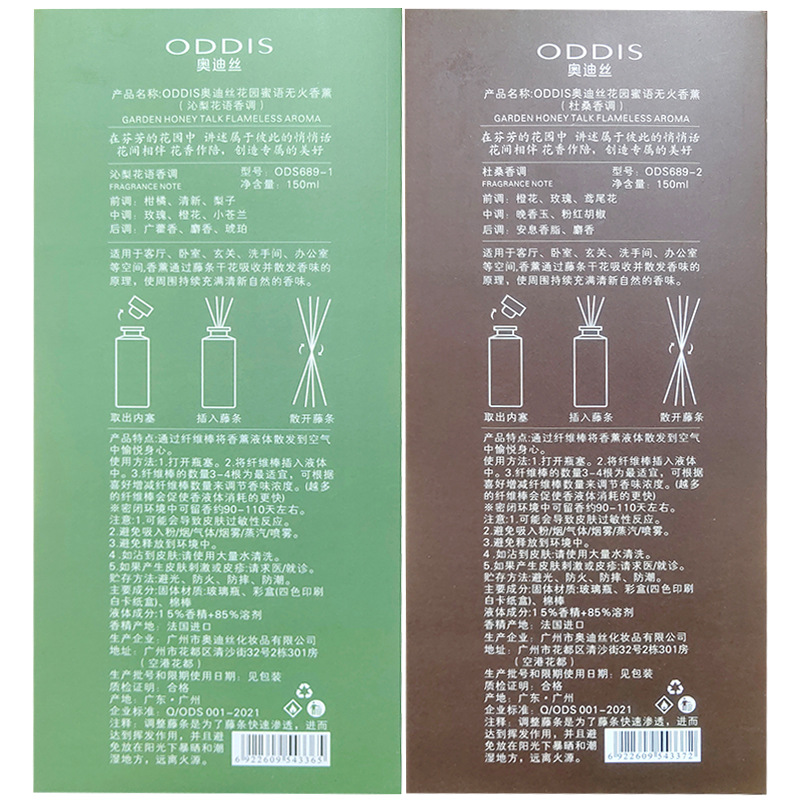 ODDIS
奥迪丝
产品名称:ODDIS奥迪丝花园蜜语无火香薰
(沁梨花语香调)
GARDEN HONEY TALK FLAMELESS AROMA
在芬芳的花园中 讲述属于彼此的悄悄话
花间相伴 花香作陪，创造专属的美好
沁梨花语香调 型号：ODS689-1
FRAGRANCE NOTE 净含量：150ml
前调：柑橘、清新、梨子
中调：玫瑰、橙花、小苍兰
后调：广藿香、麝香、琥珀
适用于客厅、卧室、玄关、洗手间、办公室
等空间,香薰通过藤条干花吸收并散发香味的
原理，使周围持续充满清新自然的香味。
取出内塞 插入藤条 散开藤条
产品特点:通过纤维棒将香薰液体散发到空气
中愉悦身心。
使用方法:1.打开瓶塞。2.将纤维棒插入液体
中。3.纤维棒的数量3-4根为最适宜，可根据
喜好增减纤维棒数量来调节香味浓度。(越多
的纤维棒会促使香液体消耗的更快)
※密闭环境中可留香约90-110天左右。
注意:1.可能会导致皮肤过敏性反应。
2.避免吸入粉/烟/气体/烟雾/蒸汽/喷雾。
3.避免释放到环境中。
4.如沾到皮肤:请使用大量水清洗。
5.如果产生皮肤刺激或皮疹:请求医/就诊。
贮存方法:避光、防火、防摔、防潮。
主要成分:固体材质:玻璃瓶、彩盒(四色印刷
白卡纸盒)、棉棒
液体成分:15%香精+85%溶剂
香精产地：法国进口
生产企业：广州市奥迪丝化妆品有限公司
地址：广州市花都区清沙街32号2栋301房
(空港花都)
生产批号和限期使用日期：见包装
质检证明：合格
产地：广东·广州
企业标准：Q/ODS 001-2021
注释：调整藤条是为了藤条快速渗透，进而
达到挥发作用，并且避
免放在阳光下暴晒和潮
湿地方，远离火源。
6 922609 543365
ODDIS
奥迪丝
产品名称:ODDIS奥迪丝花园蜜语无火香薰
(杜桑香调)
GARDEN HONEY TALK FLAMELESS AROMA
在芬芳的花园中 讲述属于彼此的悄悄话
花间相伴 花香作陪，创造专属的美好
杜桑香调 型号：ODS689-2
FRAGRANCE NOTE 净含量：150ml
前调：橙花、玫瑰、鸢尾花
中调：晚香玉、粉红胡椒
后调：安息香脂、麝香
适用于客厅、卧室、玄关、洗手间、办公室
等空间,香薰通过藤条干花吸收并散发香味的
原理，使周围持续充满清新自然的香味。
取出内塞 插入藤条 散开藤条
产品特点:通过纤维棒将香薰液体散发到空气
中愉悦身心。
使用方法:1.打开瓶塞。2.将纤维棒插入液体
中。3.纤维棒的数量3-4根为最适宜，可根据
喜好增减纤维棒数量来调节香味浓度。(越多
的纤维棒会促使香液体消耗的更快)
※密闭环境中可留香约90-110天左右。
注意:1.可能会导致皮肤过敏性反应。
2.避免吸入粉/烟/气体/烟雾/蒸汽/喷雾。
3.避免释放到环境中。
4.如沾到皮肤:请使用大量水清洗。
5.如果产生皮肤刺激或皮疹:请求医/就诊。
贮存方法:避光、防火、防摔、防潮。
主要成分:固体材质:玻璃瓶、彩盒(四色印刷
白卡纸盒)、棉棒
液体成分:15%香精+85%溶剂
香精产地：法国进口
生产企业：广州市奥迪丝化妆品有限公司
地址：广州市花都区清沙街32号2栋301房
(空港花都)
生产批号和限期使用日期：见包装
质检证明：合格
产地：广东·广州
企业标准：Q/ODS 001-2021
注释：调整藤条是为了藤条快速渗透，进而
达到挥发作用，并且避
免放在阳光下暴晒和潮
湿地方，远离火源。
6 922609 543372